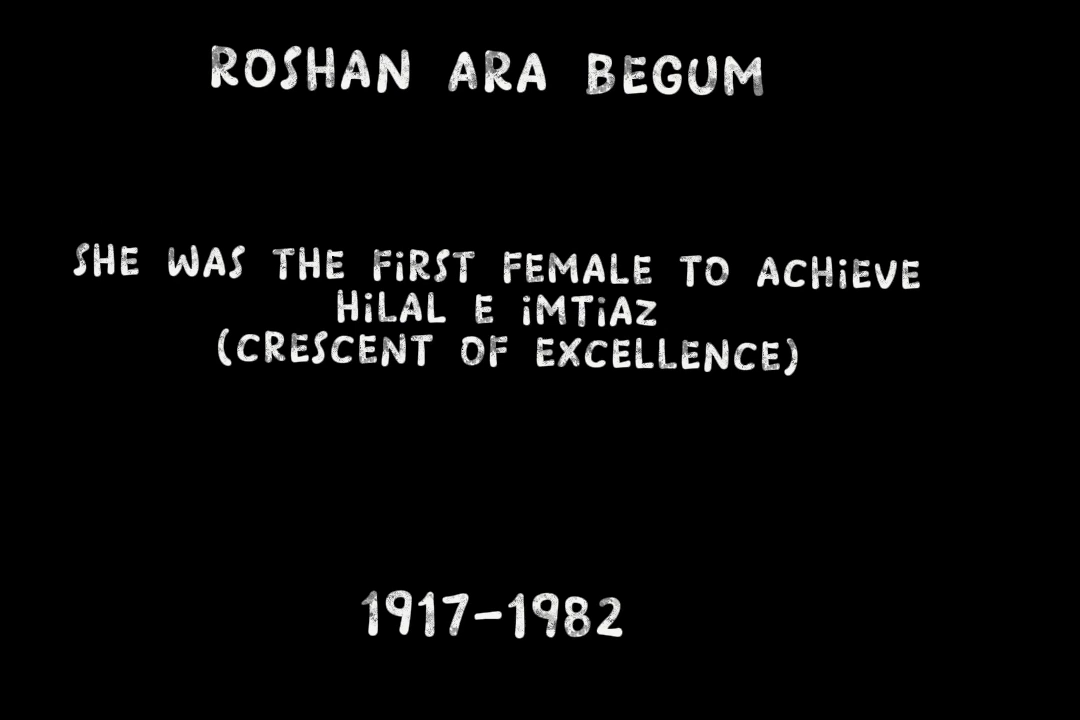 ROSHAN ARA BEGUM
SHE WAS THE FiRST FEMALE TO ACHiEVE
HiLAL E iMTiAZ
(CRESCENT OF EXCELLENCE)
1917-1982